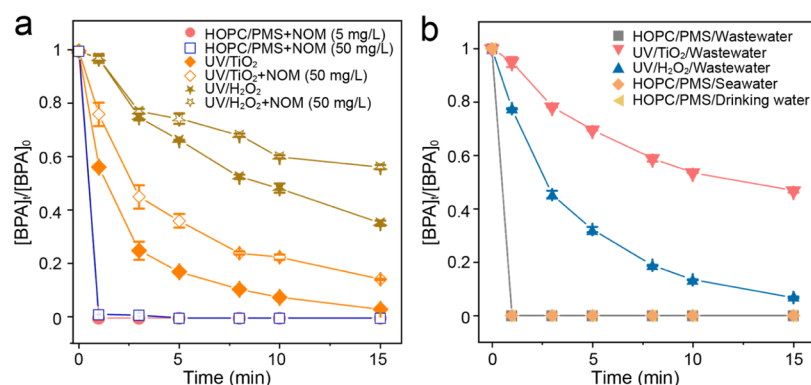 a
HOPC/PMS+NOM (5 mg/L)
HOPC/PMS+NOM (50 mg/L)
UV/TiO₂
UV/TiO₂+NOM (50 mg/L)
UV/H₂O₂
UV/H₂O₂+NOM (50 mg/L)
[BPA]ₜ/[BPA]₀
1
0.8
0.6
0.4
0.2
0
0
5
10
15
Time (min)
b
HOPC/PMS/Wastewater
UV/TiO₂/Wastewater
UV/H₂O₂/Wastewater
HOPC/PMS/Seawater
HOPC/PMS/Drinking water
[BPA]ₜ/[BPA]₀
1
0.8
0.6
0.4
0.2
0
0
5
10
15
Time (min)